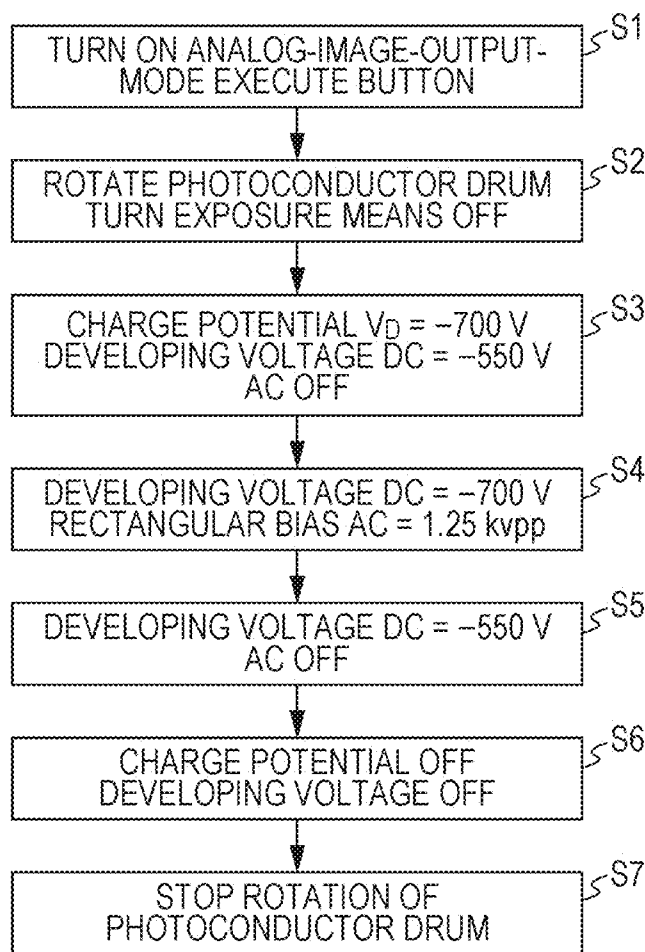 S1
TURN ON ANALOG-IMAGE-OUTPUT-
MODE EXECUTE BUTTON
S2
ROTATE PHOTOCONDUCTOR DRUM
TURN EXPOSURE MEANS OFF
S3
CHARGE POTENTIAL VD = –700 V
DEVELOPING VOLTAGE DC = –550 V
AC OFF
S4
DEVELOPING VOLTAGE DC = –700 V
RECTANGULAR BIAS AC = 1.25 kvpp
S5
DEVELOPING VOLTAGE DC = –550 V
AC OFF
S6
CHARGE POTENTIAL OFF
DEVELOPING VOLTAGE OFF
S7
STOP ROTATION OF
PHOTOCONDUCTOR DRUM